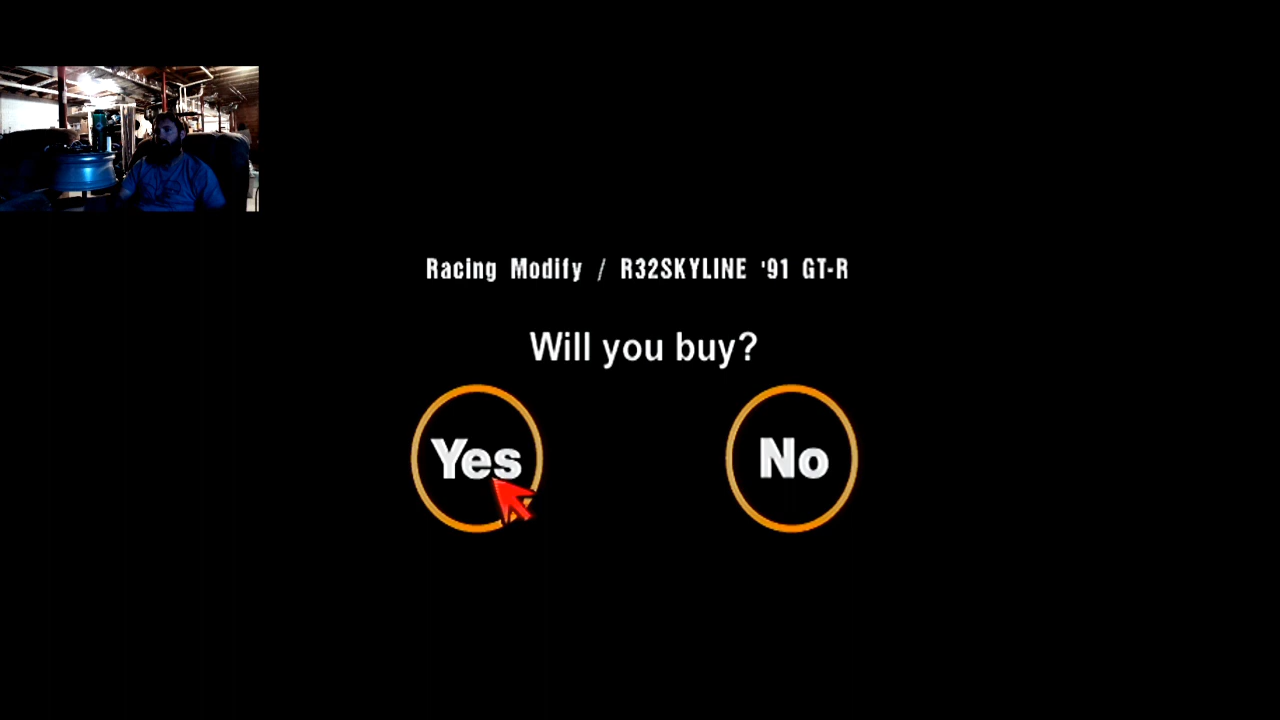 Racing Modify / R32SKYLINE '91 GT-R
Will you buy?
Yes No